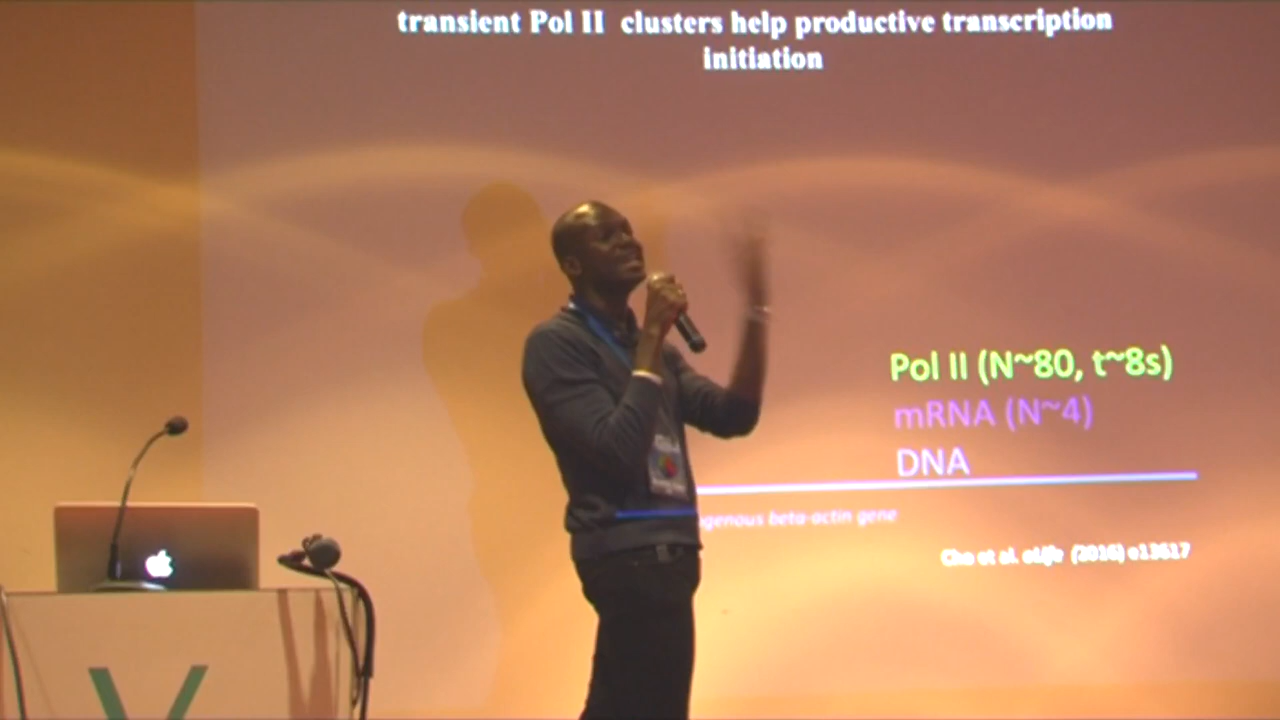 transient Pol II clusters help productive transcription
initiation
Pol II (N~80, t~8s)
mRNA (N~4)
DNA
beta-actin gene
Cho et al. eLife (2016) e13617
V